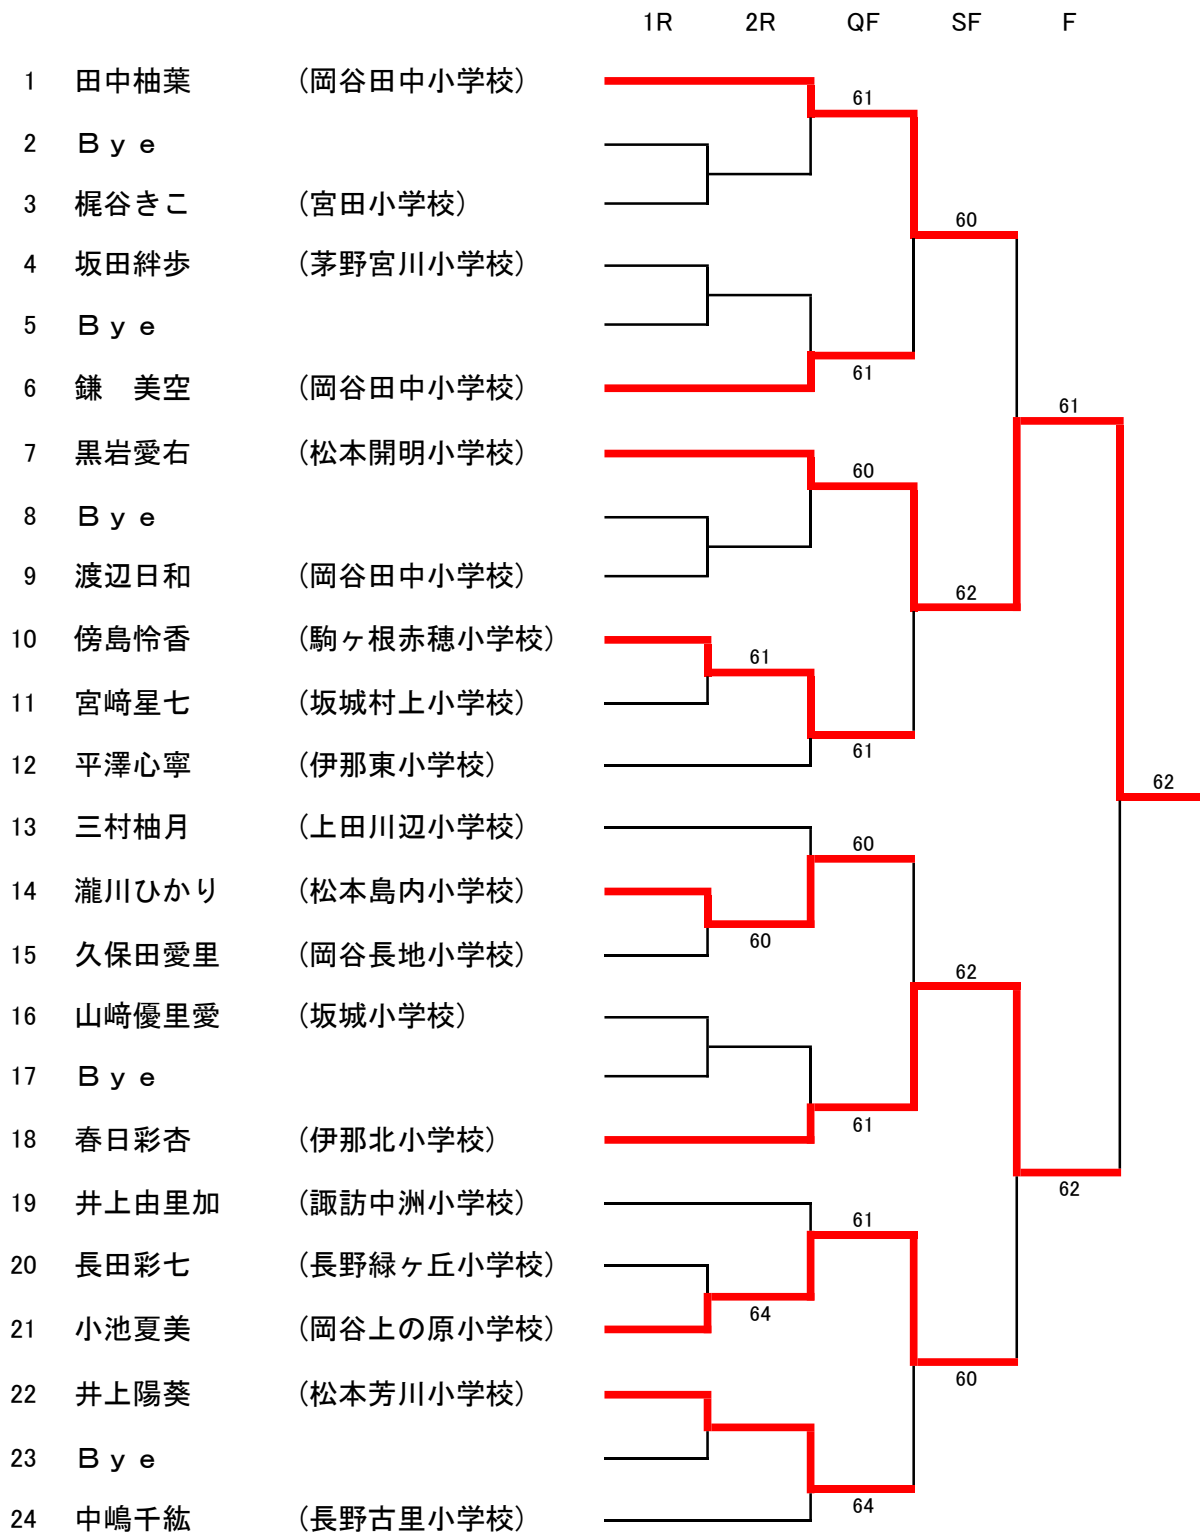 1R 2R QF SF F
1 田中柚葉 (岡谷田中小学校)
61
2 Ｂｙｅ
3 梶谷きこ (宮田小学校)
60
4 坂田絆歩 (茅野宮川小学校)
5 Ｂｙｅ
61
6 鎌　美空 (岡谷田中小学校)
61
7 黒岩愛右 (松本開明小学校)
60
8 Ｂｙｅ
9 渡辺日和 (岡谷田中小学校)
62
10 傍島怜香 (駒ヶ根赤穂小学校)
61
11 宮﨑星七 (坂城村上小学校)
61
12 平澤心寧 (伊那東小学校)
62
13 三村柚月 (上田川辺小学校)
60
14 瀧川ひかり (松本島内小学校)
60
15 久保田愛里 (岡谷長地小学校)
62
16 山﨑優里愛 (坂城小学校)
17 Ｂｙｅ
61
18 春日彩杏 (伊那北小学校)
62
19 井上由里加 (諏訪中洲小学校)
61
20 長田彩七 (長野緑ヶ丘小学校)
64
21 小池夏美 (岡谷上の原小学校)
60
22 井上陽葵 (松本芳川小学校)
23 Ｂｙｅ
64
24 中嶋千紘 (長野古里小学校)